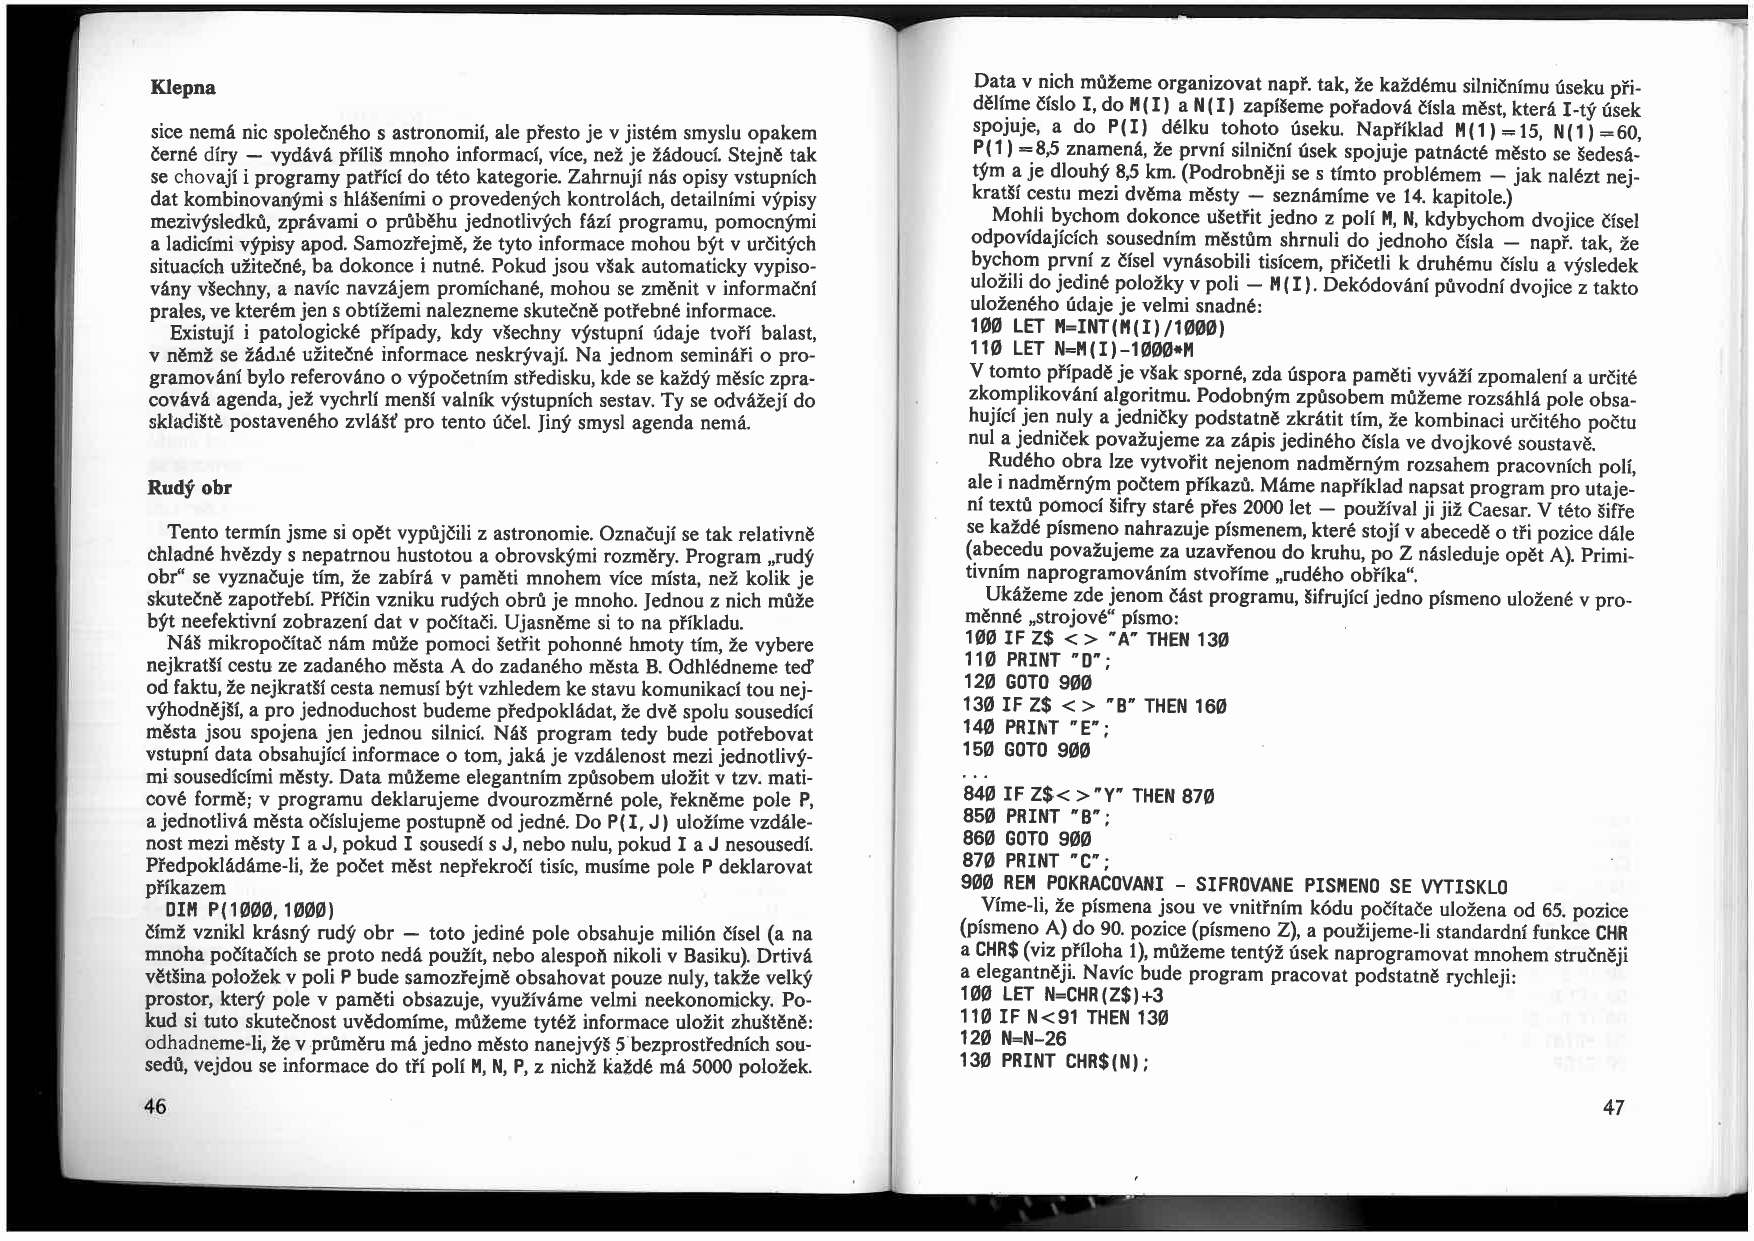 Klepna
sice nemá nic společného s astronomií, ale přesto je v jistém smyslu opakem
černé díry — vydává příliš mnoho informací, více, než je žádoucí. Stejně tak
se chovají i programy patřící do této kategorie. Zahrnují nás opisy vstupních
dat kombinovanými s hlášeními o provedených kontrolách, detailními výpisy
mezivýsledků, zprávami o průběhu jednotlivých fází programu, pomocnými
a ladicími výpisy apod. Samozřejmě, že tyto informace mohou být v určitých
situacích užitečné, ba dokonce i nutné. Pokud jsou však automaticky vypiso-
vány všechny, a navíc navzájem promíchané, mohou se změnit v informační
prales, ve kterém jen s obtížemi nalezneme skutečně potřebné informace.
Existují i patologické případy, kdy všechny výstupní údaje tvoří balast,
v němž se žádné užitečné informace neskrývají. Na jednom semináři o pro-
gramování bylo referováno o výpočetním středisku, kde se každý měsíc zpra-
covává agenda, jež vychrlí menší valník výstupních sestav. Ty se odvážejí do
skladiště postaveného zvlášť pro tento účel. Jiný smysl agenda nemá.
Rudý obr
Tento termín jsme si opět vypůjčili z astronomie. Označují se tak relativně
chladné hvězdy s nepatrnou hustotou a obrovskými rozměry. Program „rudý
obr“ se vyznačuje tím, že zabírá v paměti mnohem více místa, než kolik je
skutečně zapotřebí. Příčin vzniku rudých obrů je mnoho. Jednou z nich může
být neefektivní zobrazení dat v počítači. Ujasněme si to na příkladu.
Náš mikropočítač nám může pomoci šetřit pohonné hmoty tím, že vybere
nejkratší cestu ze zadaného města A do zadaného města B. Odhlédneme teď
od faktu, že nejkratší cesta nemusí být vzhledem ke stavu komunikací tou nej-
výhodnější, a pro jednoduchost budeme předpokládat, že dvě spolu sousedící
města jsou spojena jen jednou silnicí. Náš program tedy bude potřebovat
vstupní data obsahující informace o tom, jaká je vzdálenost mezi jednotlivý-
mi sousedícími městy. Data můžeme elegantním způsobem uložit v tzv. mati-
cové formě; v programu deklarujeme dvourozměrné pole, řekněme pole P,
a jednotlivá města očíslujeme postupně od jedné. Do P(I,J) uložíme vzdále-
nost mezi městy I a J, pokud I sousedí s J, nebo nulu, pokud I a J nesousedí.
Předpokládáme-li, že počet měst nepřekročí tisíc, musíme pole P deklarovat
příkazem
DIM P(1000,1000)
čímž vznikl krásný rudý obr — toto jediné pole obsahuje milión čísel (a na
mnoha počítačích se proto nedá použít, nebo alespoň nikoli v Basiku). Drtivá
většina položek v poli P bude samozřejmě obsahovat pouze nuly, takže velký
prostor, který pole v paměti obsazuje, využíváme velmi neekonomicky. Po-
kud si tuto skutečnost uvědomíme, můžeme tytéž informace uložit zhuštěně:
odhadneme-li, že v průměru má jedno město nanejvýš 5 bezprostředních sou-
sedů, vejdou se informace do tří polí M, N, P, z nichž každé má 5000 položek.
46
Data v nich můžeme organizovat např. tak, že každému silničnímu úseku při-
dělíme číslo I, do M(I) a N(I) zapíšeme pořadová čísla měst, která I-tý úsek
spojuje, a do P(I) délku tohoto úseku. Například M(1)=15, N(1)=60,
P(1)=8,5 znamená, že první silniční úsek spojuje patnácté město se šedesá-
tým a je dlouhý 8,5 km. (Podrobněji se s tímto problémem — jak nalézt nej-
kratší cestu mezi dvěma městy — seznámíme ve 14. kapitole.)
Mohli bychom dokonce ušetřit jedno z polí M, N, kdybychom dvojice čísel
odpovídajících sousedním městům shrnuli do jednoho čísla — např. tak, že
bychom první z čísel vynásobili tisícem, přičetli k druhému číslu a výsledek
uložili do jediné položky v poli — M(I). Dekódování původní dvojice z takto
uloženého údaje je velmi snadné:
100 LET M=INT(M(I)/1000)
110 LET N=M(I)-1000*M
V tomto případě je však sporné, zda úspora paměti vyváží zpomalení a určité
zkomplikování algoritmu. Podobným způsobem můžeme rozsáhlá pole obsa-
hující jen nuly a jedničky podstatně zkrátit tím, že kombinaci určitého počtu
nul a jedniček považujeme za zápis jediného čísla ve dvojkové soustavě.
Rudého obra lze vytvořit nejenom nadměrným rozsahem pracovních polí,
ale i nadměrným počtem příkazů. Máme například napsat program pro utaje-
ní textů pomocí šifry staré přes 2000 let — používal ji již Caesar. V této šifře
se každé písmeno nahrazuje písmenem, které stojí v abecedě o tři pozice dále
(abecedu považujeme za uzavřenou do kruhu, po Z následuje opět A). Primi-
tivním naprogramováním stvoříme „rudého obříka“.
Ukážeme zde jenom část programu, šifrující jedno písmeno uložené v pro-
měnné „strojové“ písmo:
100 IF Z$ <> "A" THEN 130
110 PRINT "D";
120 GOTO 900
130 IF Z$ <> "B" THEN 160
140 PRINT "E";
150 GOTO 900
...
840 IF Z$<>"Y" THEN 870
850 PRINT "B";
860 GOTO 900
870 PRINT "C";
900 REM POKRACOVANI - SIFROVANE PISMENO SE VYTISKLO
Víme-li, že písmena jsou ve vnitřním kódu počítače uložena od 65. pozice
(písmeno A) do 90. pozice (písmeno Z), a použijeme-li standardní funkce CHR
a CHR$ (viz příloha 1), můžeme tentýž úsek naprogramovat mnohem stručněji
a elegantněji. Navíc bude program pracovat podstatně rychleji:
100 LET N=CHR(Z$)+3
110 IF N<91 THEN 130
120 N=N-26
130 PRINT CHR$(N);
47